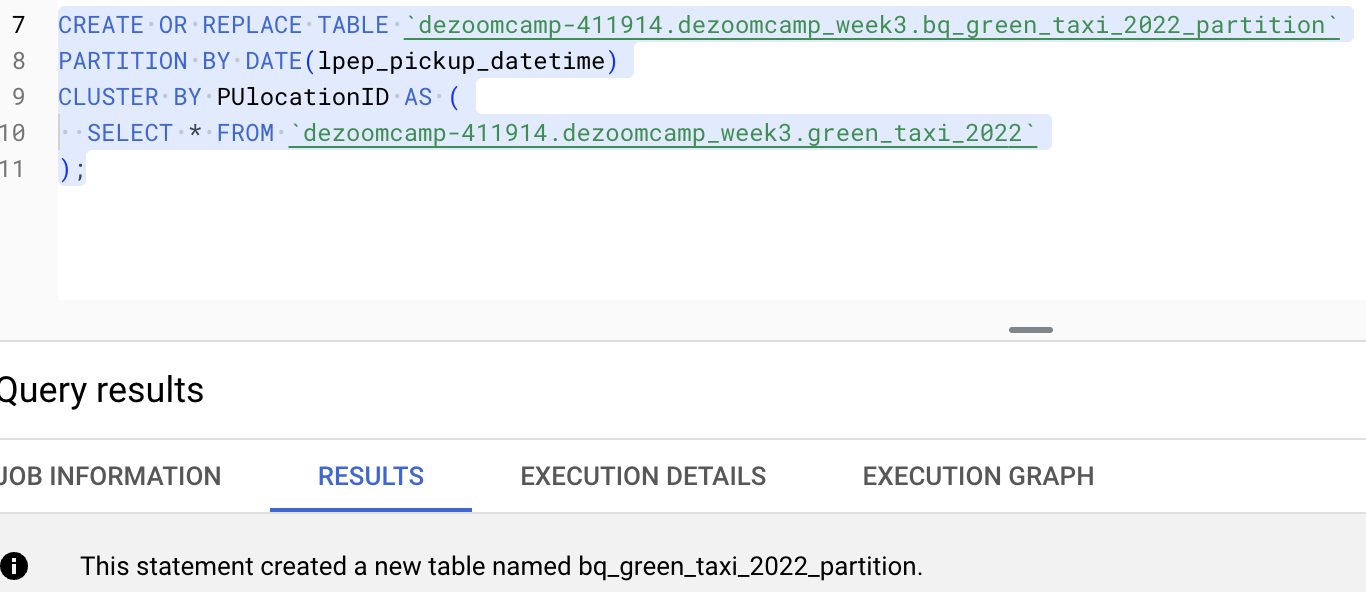 7 CREATE OR REPLACE TABLE `dezoomcamp-411914.dezoomcamp_week3.bq_green_taxi_2022_partition`
8 PARTITION BY DATE(lpep_pickup_datetime)
9 CLUSTER BY PUlocationID AS (
10 SELECT * FROM `dezoomcamp-411914.dezoomcamp_week3.green_taxi_2022`
11 );
Query results
JOB INFORMATION RESULTS EXECUTION DETAILS EXECUTION GRAPH
This statement created a new table named bq_green_taxi_2022_partition.